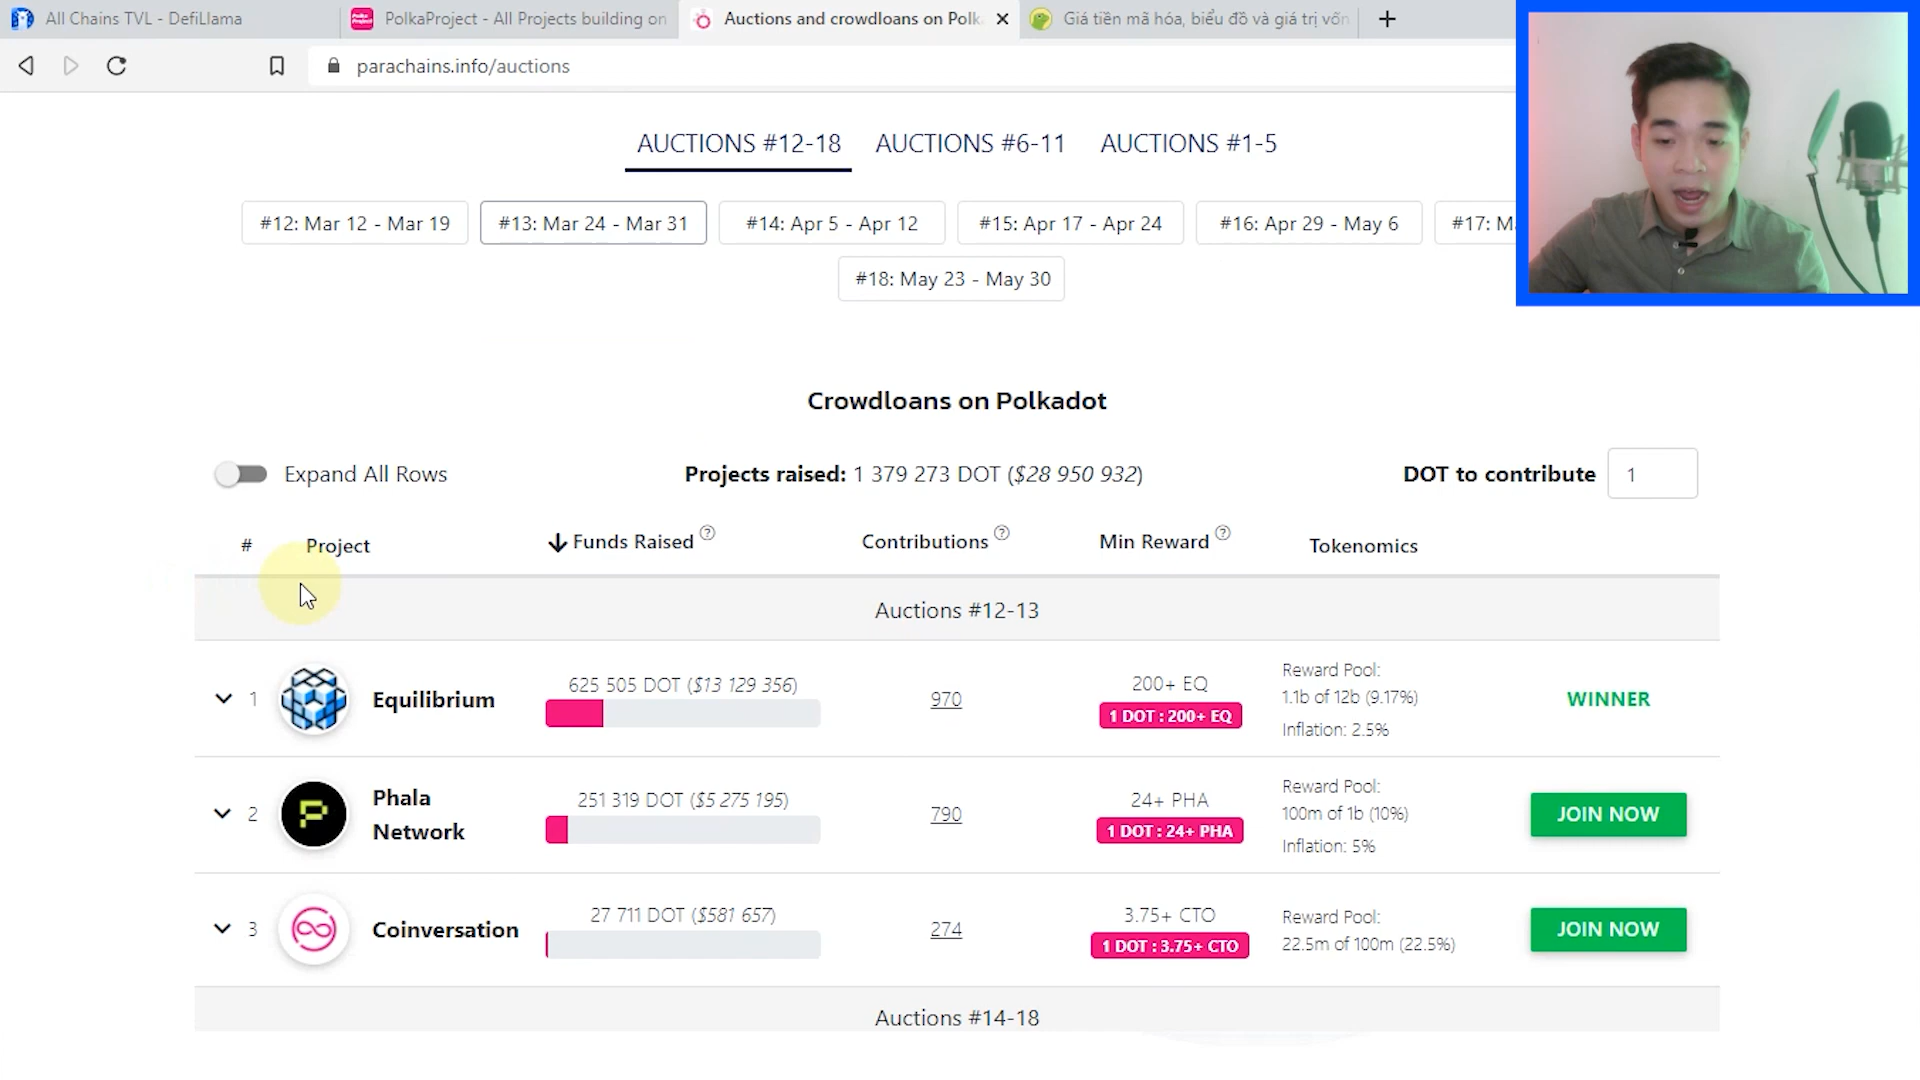 All Chains TVL - DefiLlama
PolkaProject - All Projects building on
Auctions and crowdloans on Polk
Giá tiền mã hóa, biểu đồ và giá trị vốn
parachains.info/auctions
AUCTIONS #12-18
AUCTIONS #6-11
AUCTIONS #1-5
#12: Mar 12 - Mar 19
#13: Mar 24 - Mar 31
#14: Apr 5 - Apr 12
#15: Apr 17 - Apr 24
#16: Apr 29 - May 6
#17: M
#18: May 23 - May 30
Crowdloans on Polkadot
Expand All Rows
Projects raised: 1 379 273 DOT ($28 950 932)
DOT to contribute 1
# Project Funds Raised Contributions Min Reward Tokenomics
Auctions #12-13
1 Equilibrium
625 505 DOT ($13 129 356)
970
200+ EQ
1 DOT : 200+ EQ
Reward Pool:
1.1b of 12b (9.17%)
Inflation: 2.5%
WINNER
2 Phala
Network
251 319 DOT ($5 275 195)
790
24+ PHA
1 DOT : 24+ PHA
Reward Pool:
100m of 1b (10%)
Inflation: 5%
JOIN NOW
3 Coinversation
27 711 DOT ($581 657)
274
3.75+ CTO
1 DOT : 3.75+ CTO
Reward Pool:
22.5m of 100m (22.5%)
JOIN NOW
Auctions #14-18